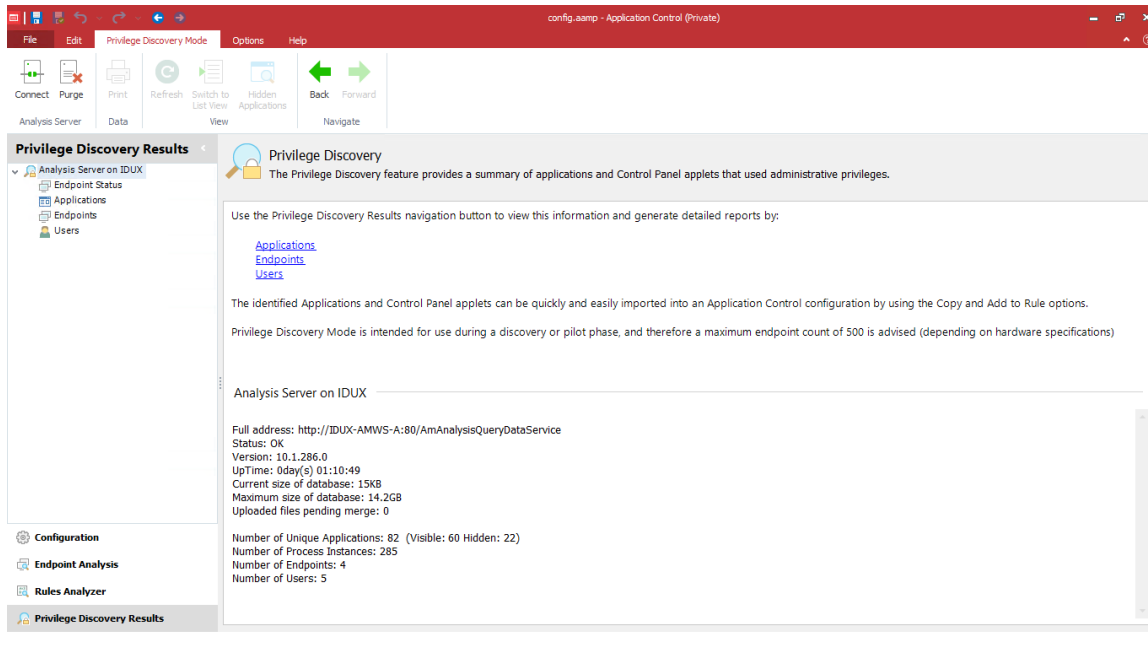 config.aamp - Application Control (Private)
File Edit Privilege Discovery Mode Options Help
Connect Purge Print Refresh Switch to List View Hidden Applications Back Forward
Analysis Server Data View Navigate
Privilege Discovery Results
Analysis Server on IDUX
Endpoint Status
Applications
Endpoints
Users
Configuration
Endpoint Analysis
Rules Analyzer
Privilege Discovery Results
Privilege Discovery
The Privilege Discovery feature provides a summary of applications and Control Panel applets that used administrative privileges.
Use the Privilege Discovery Results navigation button to view this information and generate detailed reports by:
Applications
Endpoints
Users
The identified Applications and Control Panel applets can be quickly and easily imported into an Application Control configuration by using the Copy and Add to Rule options.
Privilege Discovery Mode is intended for use during a discovery or pilot phase, and therefore a maximum endpoint count of 500 is advised (depending on hardware specifications)
Analysis Server on IDUX
Full address: http://IDUX-AMWS-A:80/AmAnalysisQueryDataService
Status: OK
Version: 10.1.286.0
UpTime: 0day(s) 01:10:49
Current size of database: 15KB
Maximum size of database: 14.2GB
Uploaded files pending merge: 0
Number of Unique Applications: 82 (Visible: 60 Hidden: 22)
Number of Process Instances: 285
Number of Endpoints: 4
Number of Users: 5